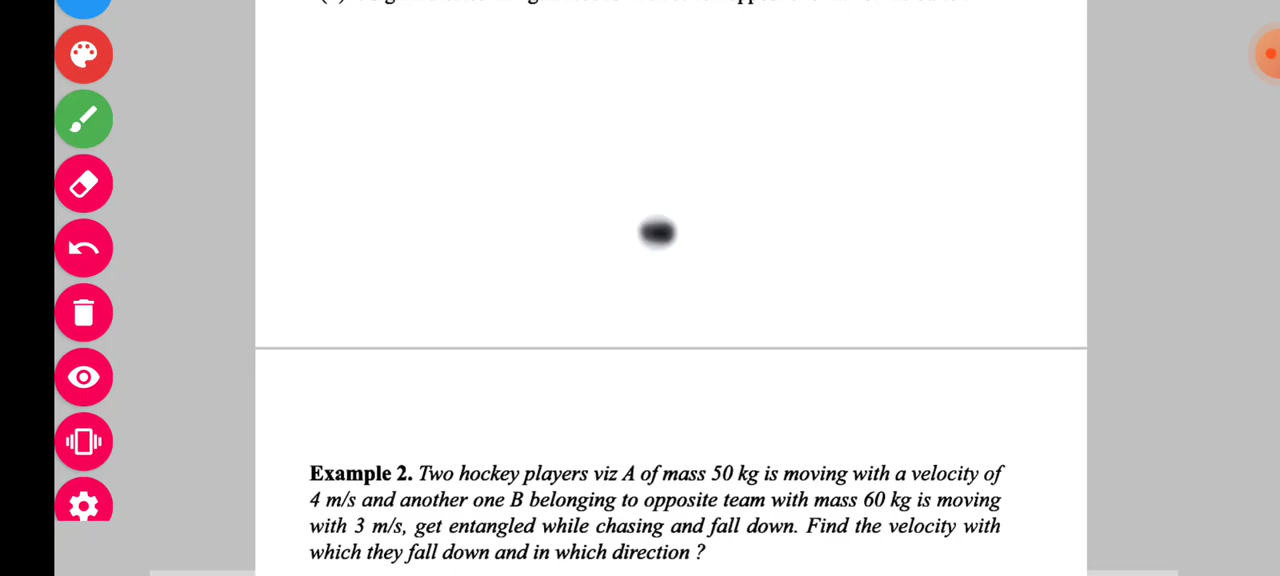 Example 2. Two hockey players viz A of mass 50 kg is moving with a velocity of
4 m/s and another one B belonging to opposite team with mass 60 kg is moving
with 3 m/s, get entangled while chasing and fall down. Find the velocity with
which they fall down and in which direction ?